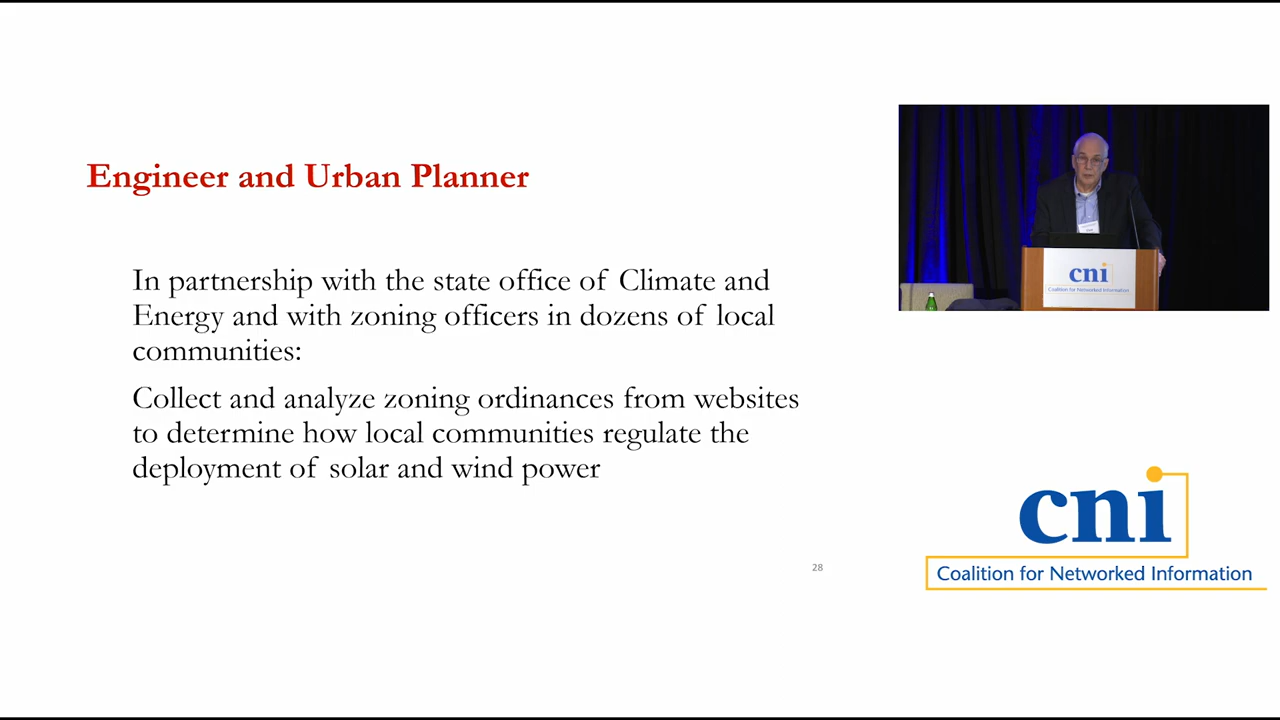 Engineer and Urban Planner
In partnership with the state office of Climate and
Energy and with zoning officers in dozens of local
communities:
Collect and analyze zoning ordinances from websites
to determine how local communities regulate the
deployment of solar and wind power
28
cni
Coalition for Networked Information
cni
Coalition for Networked Information